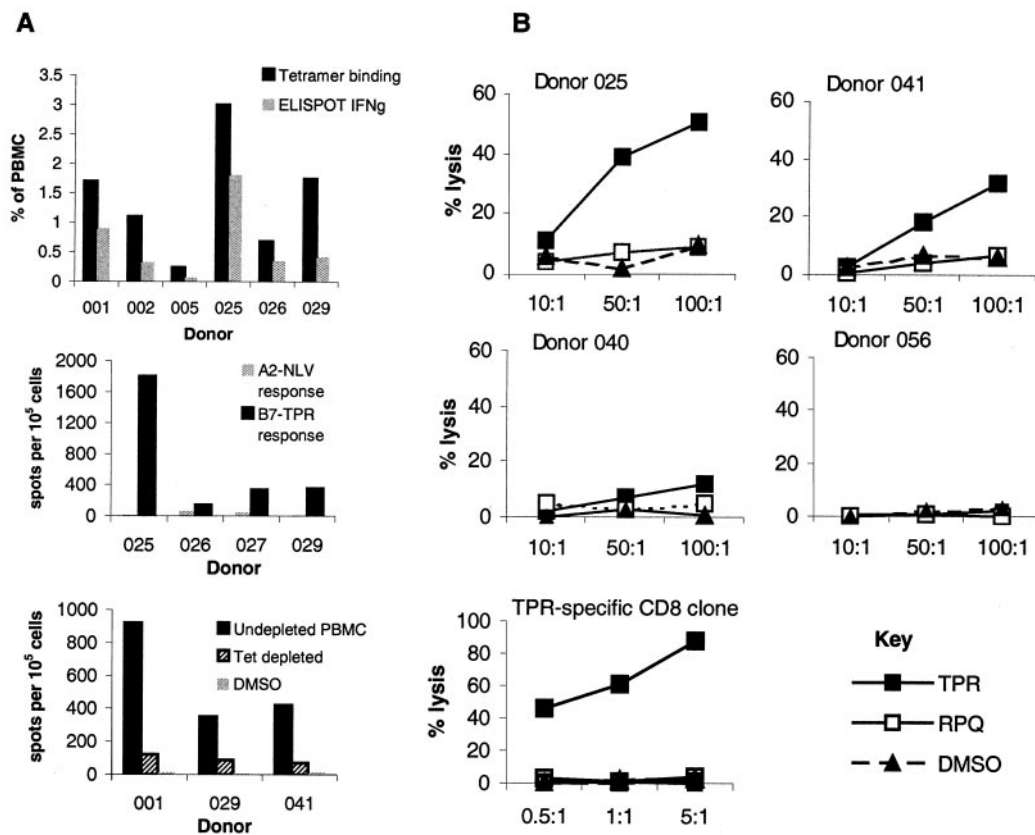 A
% of PBMC
3.5
3
2.5
2
1.5
1
0.5
0
Tetramer binding
ELISPOT IFNg
001 002 005 025 026 029
Donor
spots per 10⁵ cells
2000
1600
1200
800
400
0
A2-NLV
response
B7-TPR
response
025 026 027 029
Donor
spots per 10⁵ cells
1000
800
600
400
200
0
Undepleted PBMC
Tet depleted
DMSO
001 029 041
Donor
B
Donor 025
% lysis
60
40
20
0
10:1 50:1 100:1
Donor 041
60
40
20
0
10:1 50:1 100:1
Donor 040
% lysis
60
40
20
0
10:1 50:1 100:1
Donor 056
60
40
20
0
10:1 50:1 100:1
TPR-specific CD8 clone
% lysis
100
80
60
40
20
0
0.5:1 1:1 5:1
Key
TPR
RPQ
DMSO